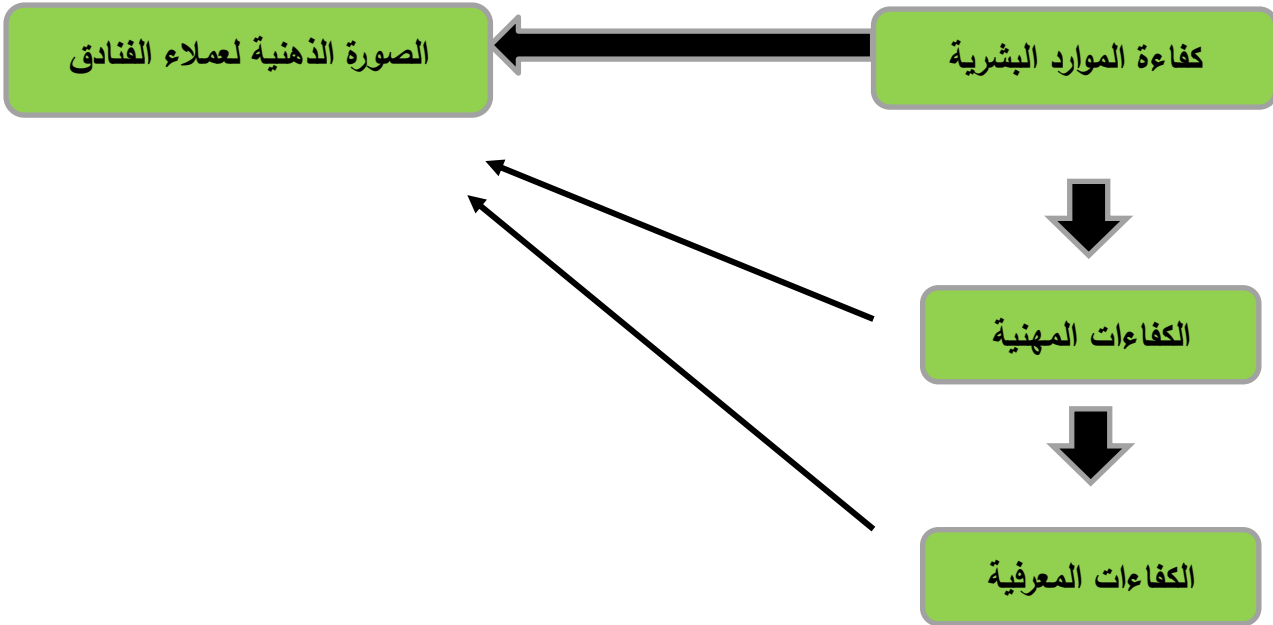 كفاءة الموارد البشرية
الصورة الذهنية لعملاء الفنادق
الكفاءات المهنية
الكفاءات المعرفية